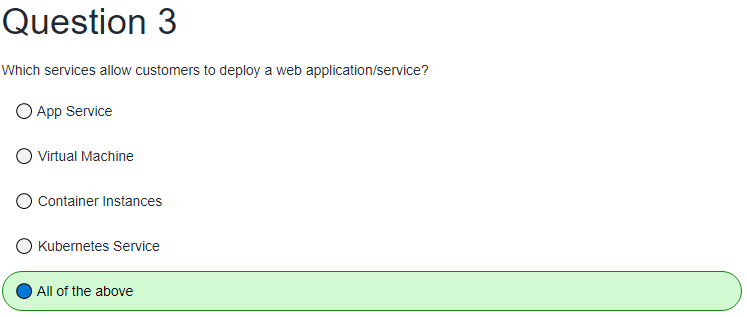 Question 3
Which services allow customers to deploy a web application/service?
App Service
Virtual Machine
Container Instances
Kubernetes Service
All of the above